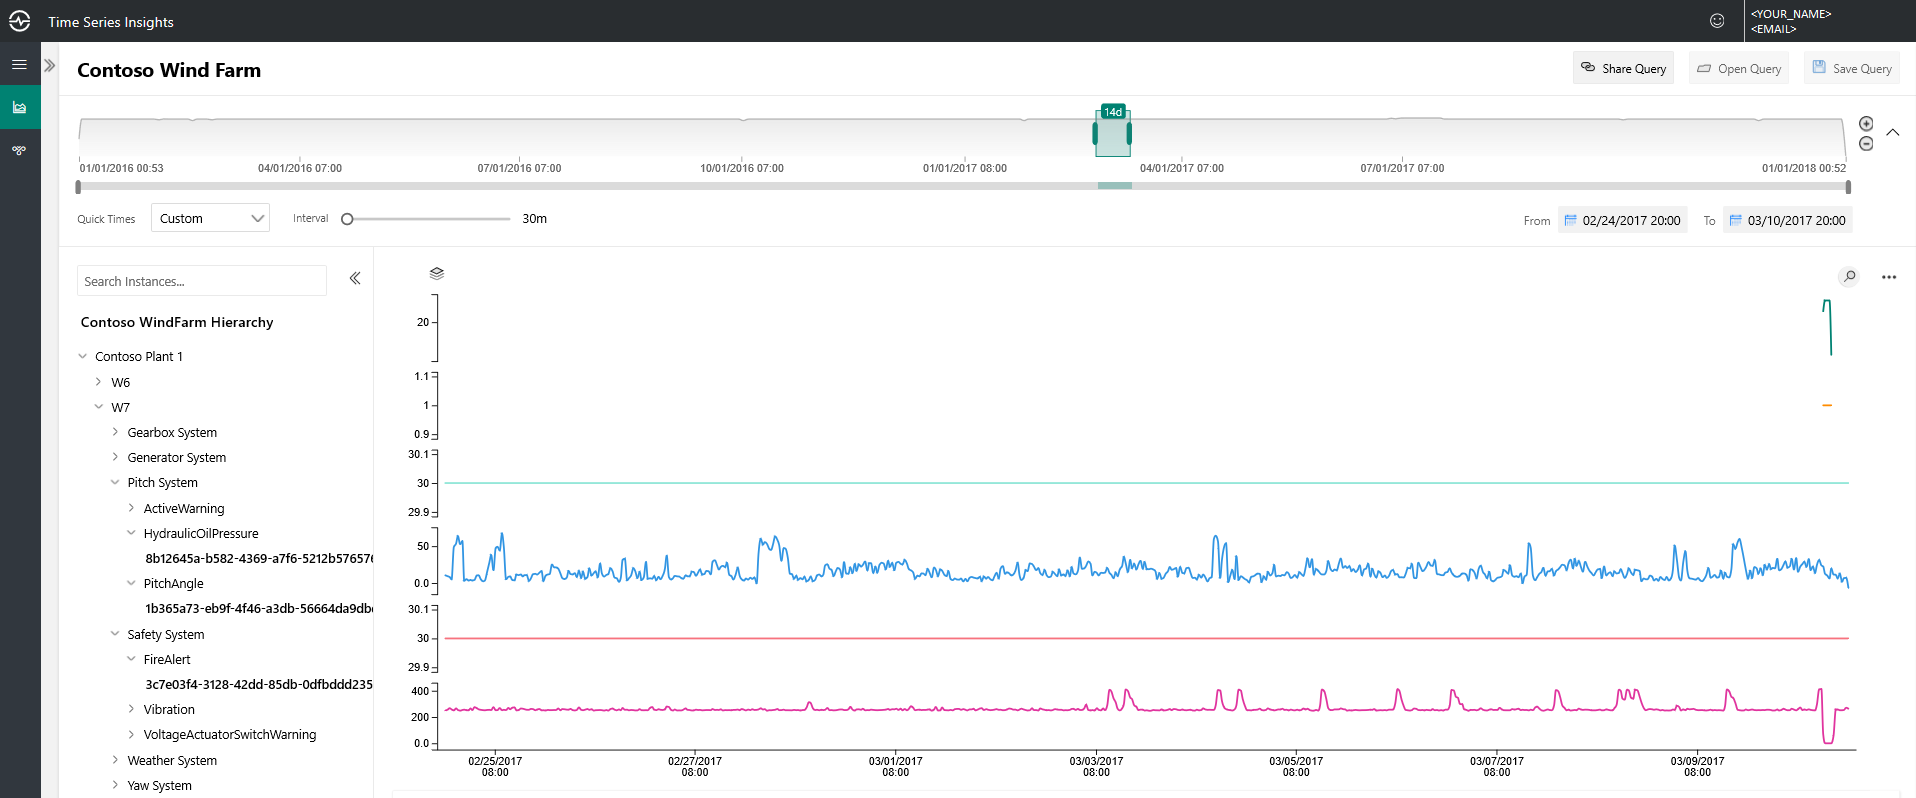 Time Series Insights
<YOUR_NAME>
<EMAIL>
Contoso Wind Farm
Share Query
Open Query
Save Query
14d
01/01/2016 00:53
04/01/2016 07:00
07/01/2016 07:00
10/01/2016 07:00
01/01/2017 08:00
04/01/2017 07:00
07/01/2017 07:00
01/01/2018 00:52
Quick Times
Custom
Interval
30m
From
02/24/2017 20:00
To
03/10/2017 20:00
Search Instances...
Contoso WindFarm Hierarchy
Contoso Plant 1
W6
W7
Gearbox System
Generator System
Pitch System
ActiveWarning
HydraulicOilPressure
8b12645a-b582-4369-a7f6-5212b576576
PitchAngle
1b365a73-eb9f-4f46-a3db-56664da9dbc
Safety System
FireAlert
3c7e03f4-3128-42dd-85db-0dfbddd235
Vibration
VoltageActuatorSwitchWarning
Weather System
Yaw System
20
1.1
1
0.9
30.1
30
29.9
50
0.0
30.1
30
29.9
400
200
0.0
02/25/2017
08:00
02/27/2017
08:00
03/01/2017
08:00
03/03/2017
08:00
03/05/2017
08:00
03/07/2017
08:00
03/09/2017
08:00